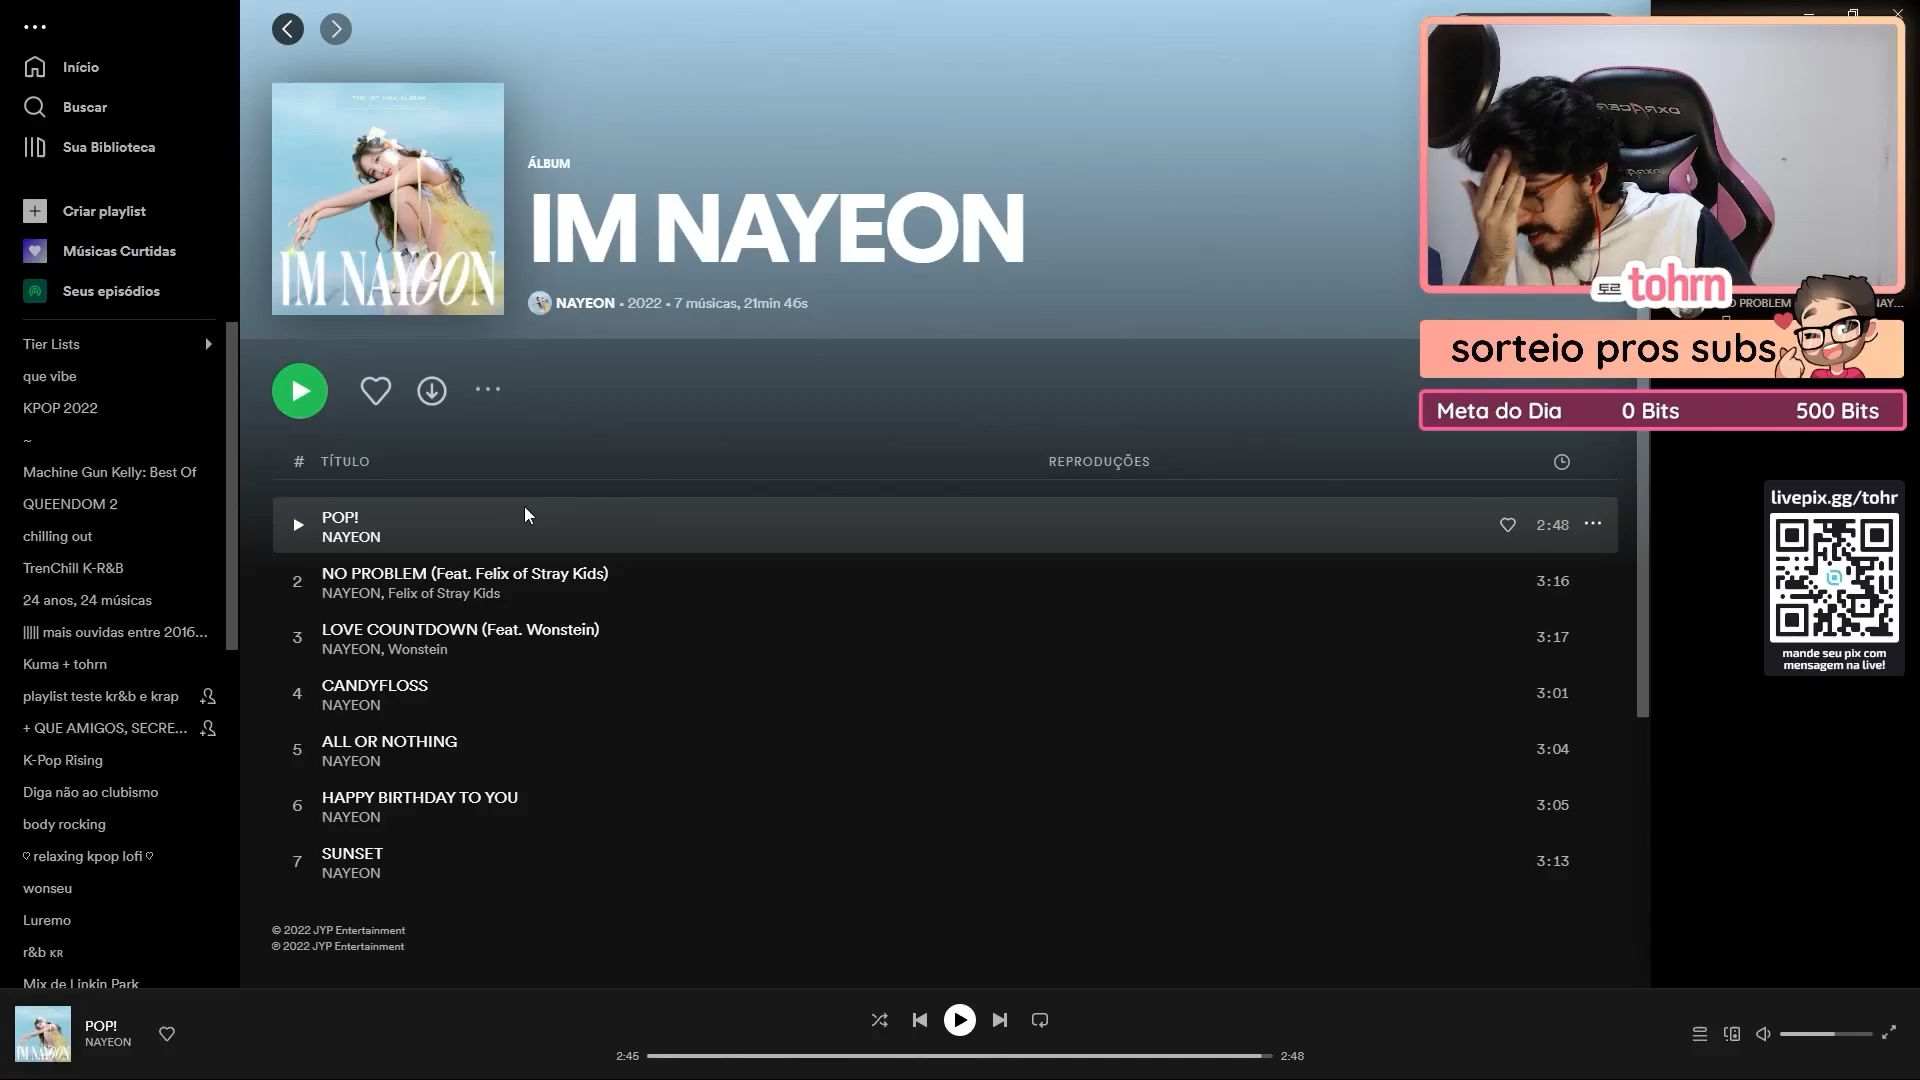 Início
Buscar
Sua Biblioteca
Criar playlist
Músicas Curtidas
Seus episódios
Tier Lists
que vibe
KPOP 2022
~
Machine Gun Kelly: Best Of
QUEENDOM 2
chilling out
TrenChill K-R&B
24 anos, 24 músicas
||||| mais ouvidas entre 2016...
Kuma + tohrn
playlist teste kr&b e krap
+ QUE AMIGOS, SECRE...
K-Pop Rising
Diga não ao clubismo
body rocking
♡ relaxing kpop lofi ♡
wonseu
Luremo
r&b ᴋʀ
Mix de Linkin Park
IM NAYEON
ÁLBUM
IM NAYEON
NAYEON • 2022 • 7 músicas, 21min 46s
# TÍTULO REPRODUÇÕES
POP! 2:48
NAYEON
2 NO PROBLEM (Feat. Felix of Stray Kids) 3:16
NAYEON, Felix of Stray Kids
3 LOVE COUNTDOWN (Feat. Wonstein) 3:17
NAYEON, Wonstein
4 CANDYFLOSS 3:01
NAYEON
5 ALL OR NOTHING 3:04
NAYEON
6 HAPPY BIRTHDAY TO YOU 3:05
NAYEON
7 SUNSET 3:13
NAYEON
© 2022 JYP Entertainment
℗ 2022 JYP Entertainment
DXRACER
토르 tohrn
PROBLEM
sorteio pros subs
Meta do Dia 0 Bits 500 Bits
livepix.gg/tohr
mande seu pix com
mensagem na live!
IM NAYEON
POP!
NAYEON
2:45 2:48